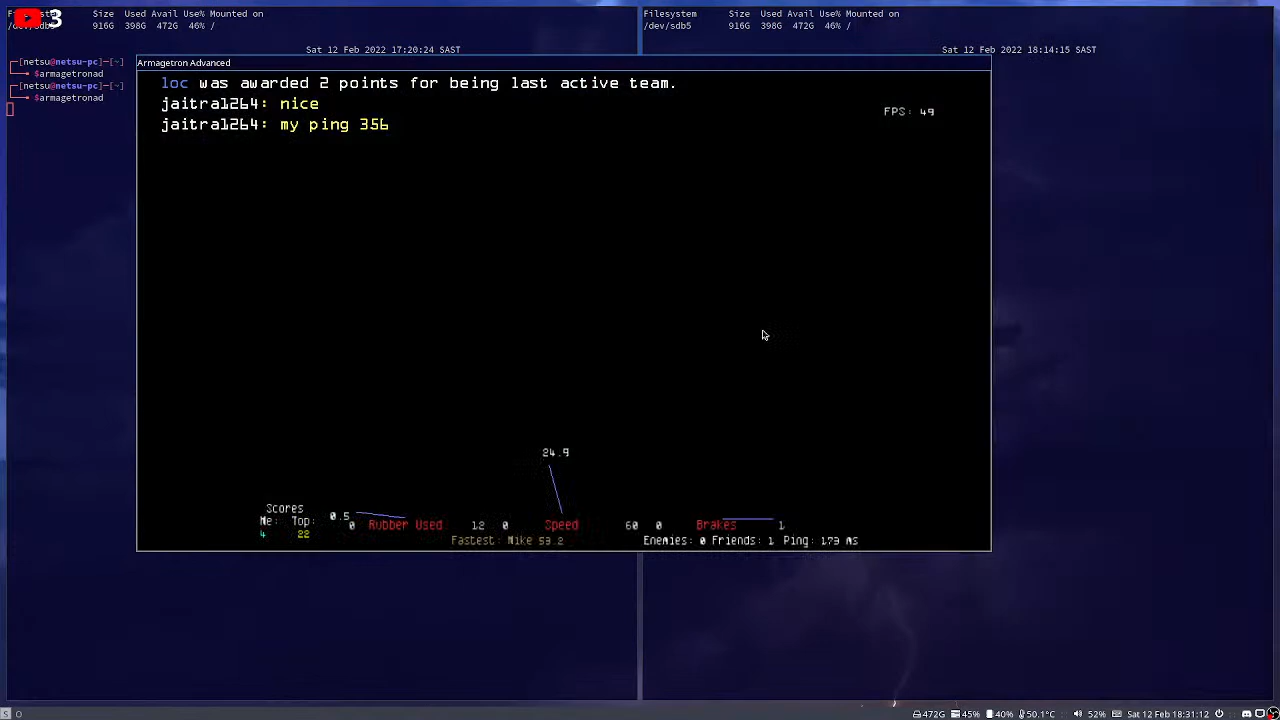 3
Filesystem Size Used Avail Use% Mounted on
/dev/sdb5 916G 398G 472G 46% /
Sat 12 Feb 2022 17:20:24 SAST
[netsu@netsu-pc]-[~]
$armagetronad
[netsu@netsu-pc]-[~]
$armagetronad
Filesystem Size Used Avail Use% Mounted on
/dev/sdb5 916G 398G 472G 46% /
Sat 12 Feb 2022 18:14:15 SAST
Armagetron Advanced
loc was awarded 2 points for being last active team.
jaitra1264: nice
jaitra1264: my ping 356
FPS: 49
24.9
Scores
Me: Top:
4 22
0.5
0 Rubber Used 12 0 Speed 60 0 Brakes 1
Fastest: Mike 53.2 Enemies: 0 Friends: 1 Ping: 173 ms
S O 472G 45% 40% 50.1°C 52% Sat 12 Feb 18:31:12